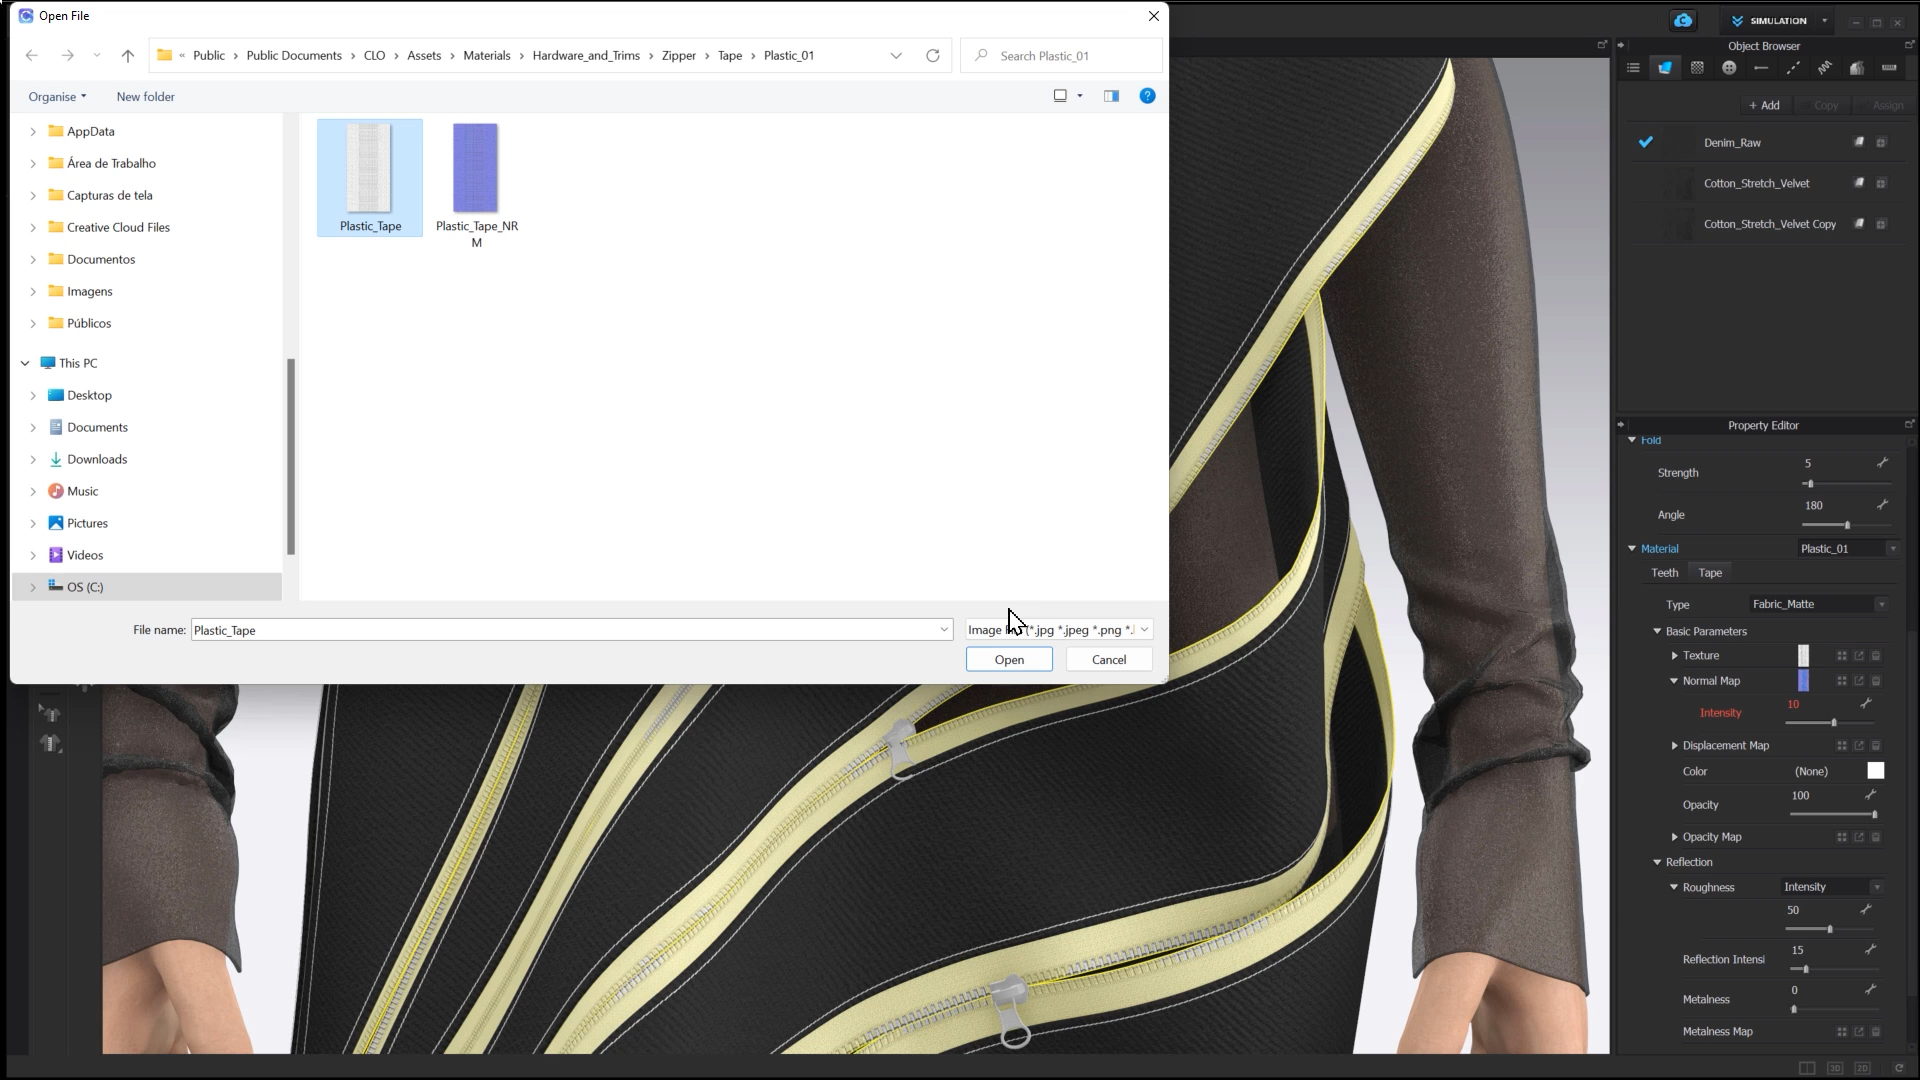 Open File
« Public › Public Documents › CLO › Assets › Materials › Hardware_and_Trims › Zipper › Tape › Plastic_01
Search Plastic_01
Organise
New folder
AppData
Área de Trabalho
Capturas de tela
Creative Cloud Files
Documentos
Imagens
Públicos
This PC
Desktop
Documents
Downloads
Music
Pictures
Videos
OS (C:)
Plastic_Tape
Plastic_Tape_NR
M
File name: Plastic_Tape
Image (*.jpg *.jpeg *.png *.
Open
Cancel
SIMULATION
Object Browser
+ Add
Copy
Assign
Denim_Raw
Cotton_Stretch_Velvet
Cotton_Stretch_Velvet Copy
Property Editor
Fold
Strength
5
Angle
180
Material
Plastic_01
Teeth
Tape
Type
Fabric_Matte
Basic Parameters
Texture
Normal Map
Intensity
10
Displacement Map
Color
(None)
Opacity
100
Opacity Map
Reflection
Roughness
Intensity
50
Reflection Intensi
15
Metalness
0
Metalness Map
3D
2D